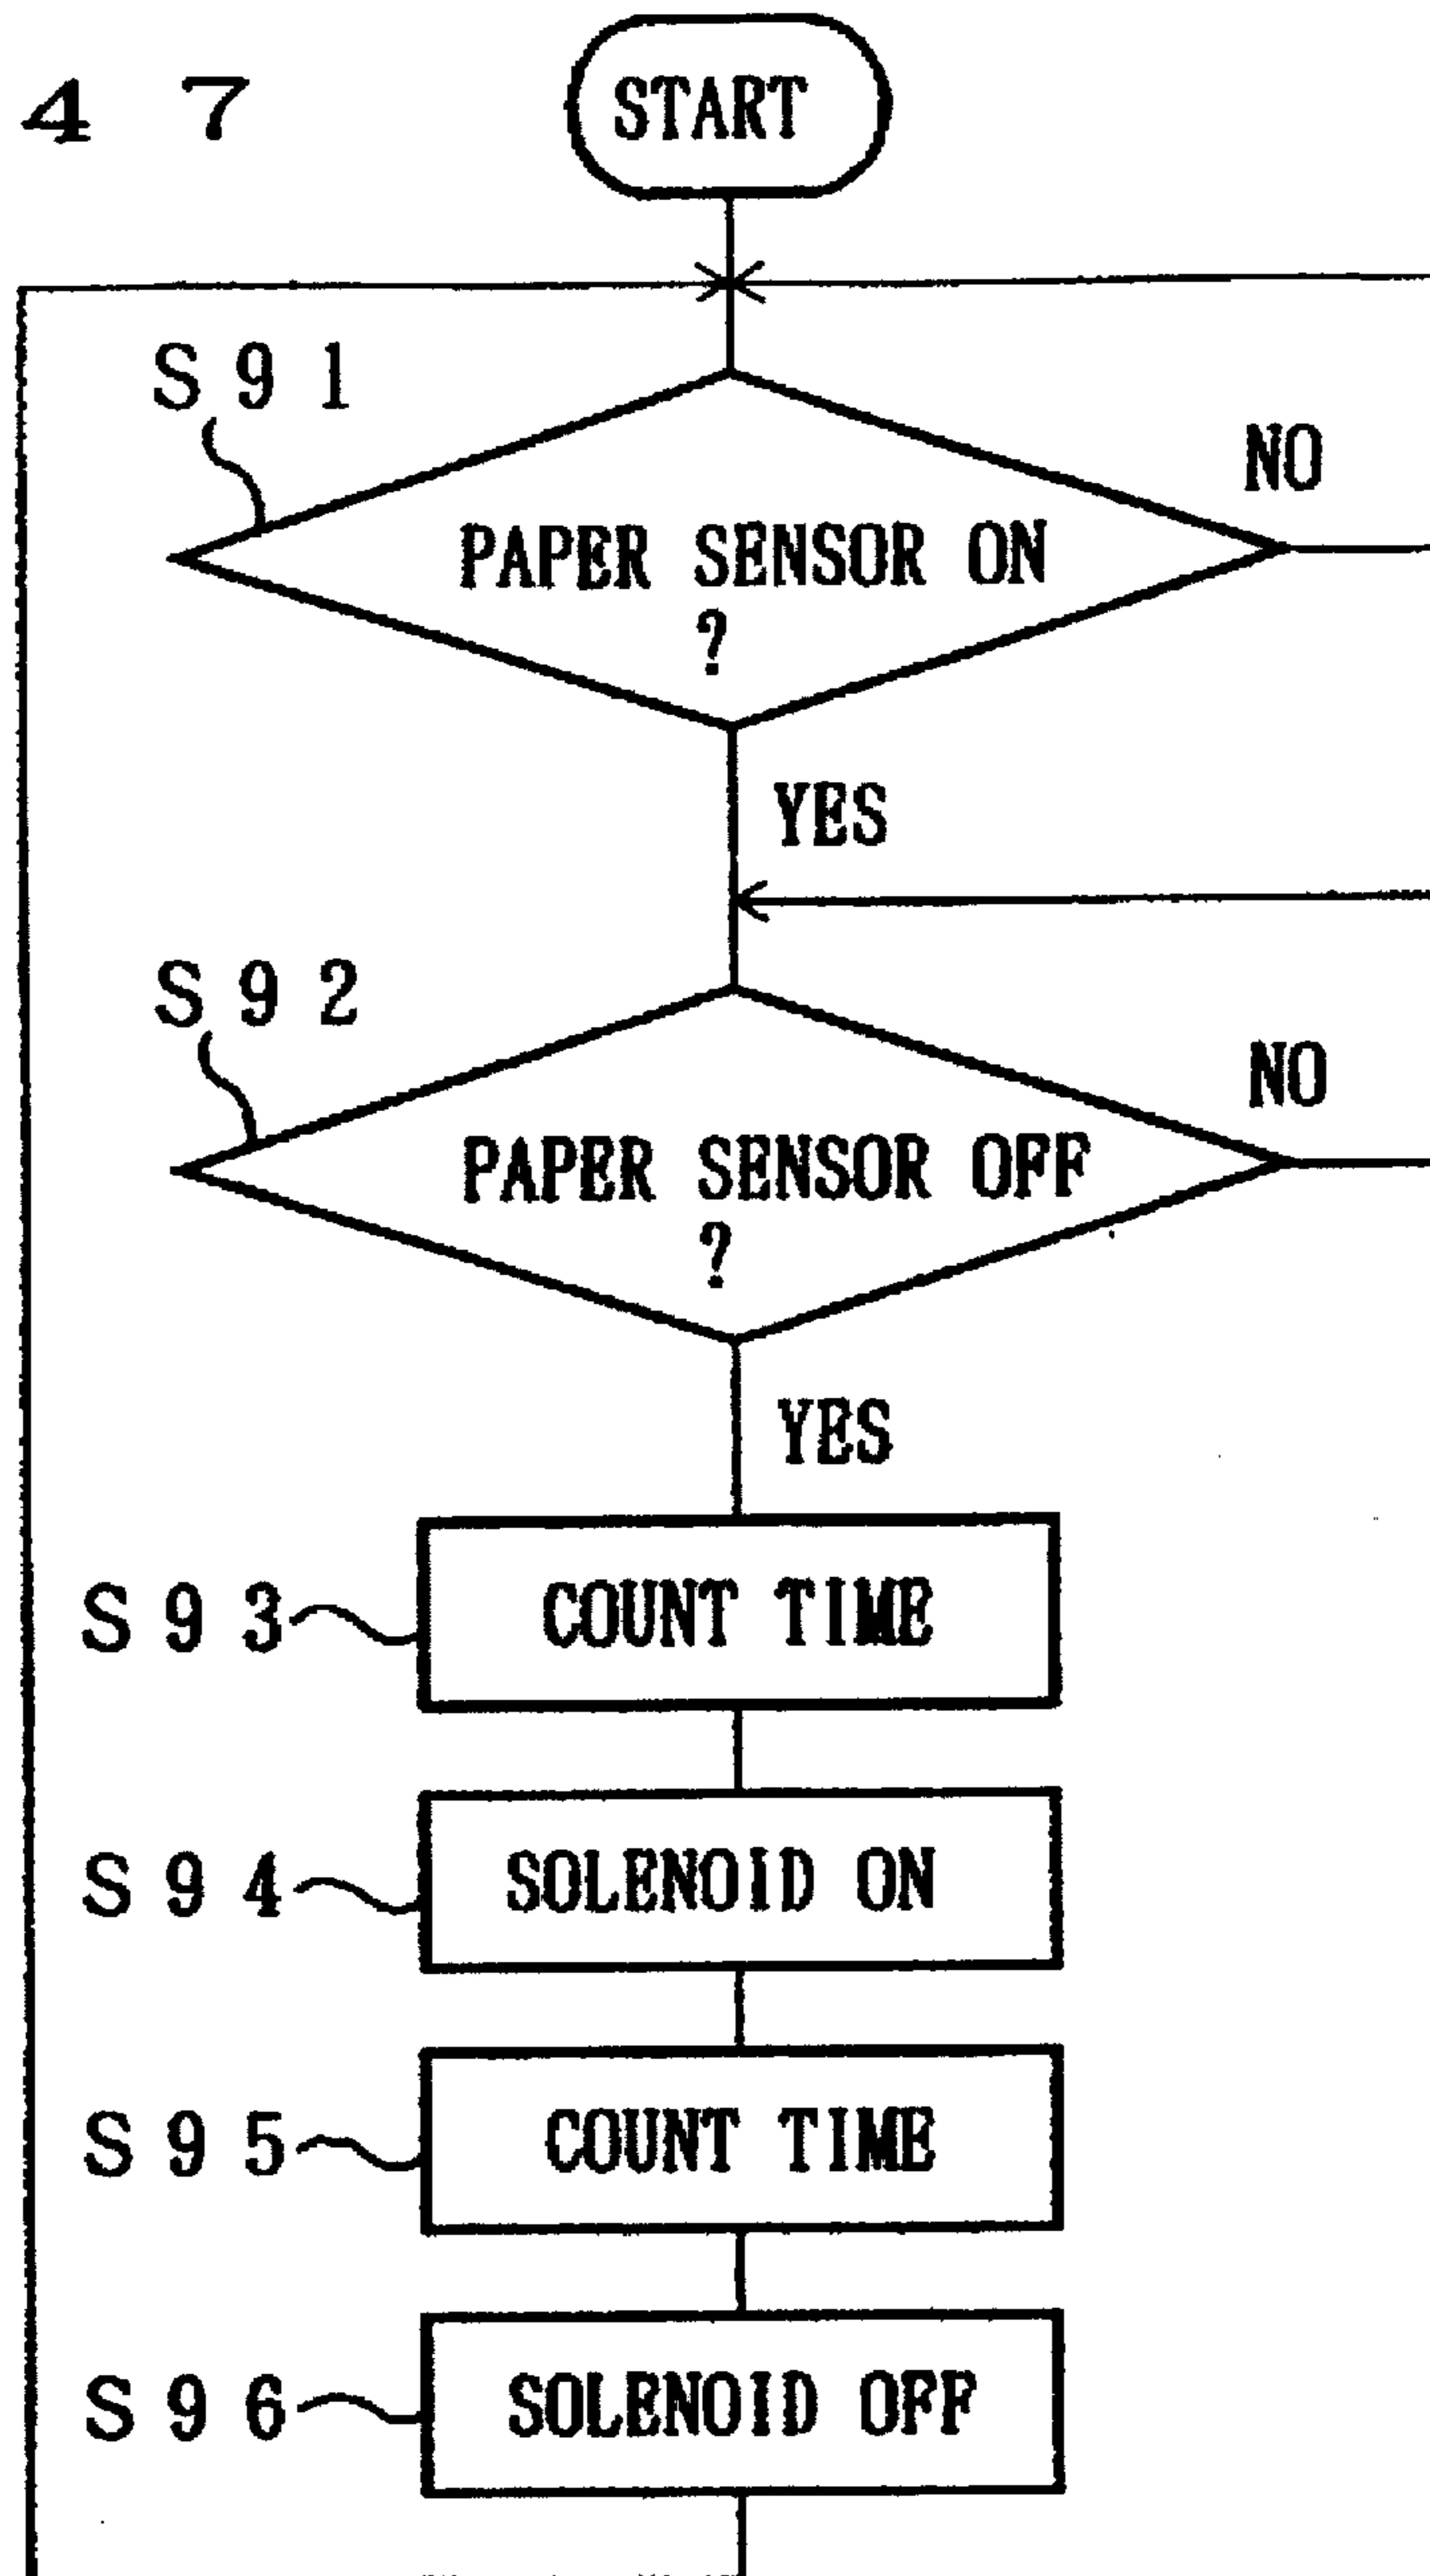 4 7
START
S 9 1
NO
PAPER SENSOR ON
?
YES
S 9 2
NO
PAPER SENSOR OFF
?
YES
S 9 3
COUNT TIME
S 9 4
SOLENOID ON
S 9 5
COUNT TIME
S 9 6
SOLENOID OFF